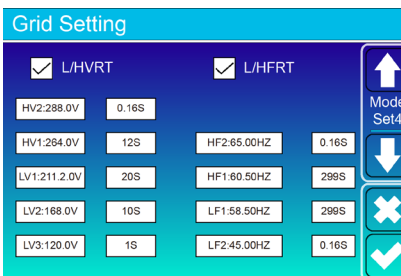 Grid Setting
L/HVRT L/HFRT
HV2:288.0V 0.16S
Mode
Set4
HV1:264.0V 12S HF2:65.00HZ 0.16S
LV1:211.2.0V 20S HF1:60.50HZ 299S
LV2:168.0V 10S LF1:58.50HZ 299S
LV3:120.0V 1S LF2:45.00HZ 0.16S